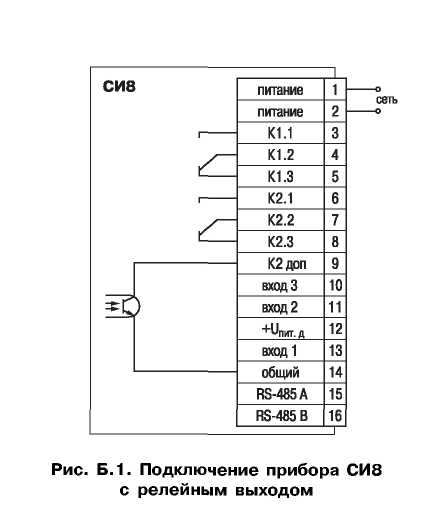 СИ8
питание 1
питание 2
сеть
К1.1 3
К1.2 4
К1.3 5
К2.1 6
К2.2 7
К2.3 8
К2 доп 9
вход 3 10
вход 2 11
+Uпит. д 12
вход 1 13
общий 14
RS-485 A 15
RS-485 B 16
Рис. Б.1. Подключение прибора СИ8
с релейным выходом